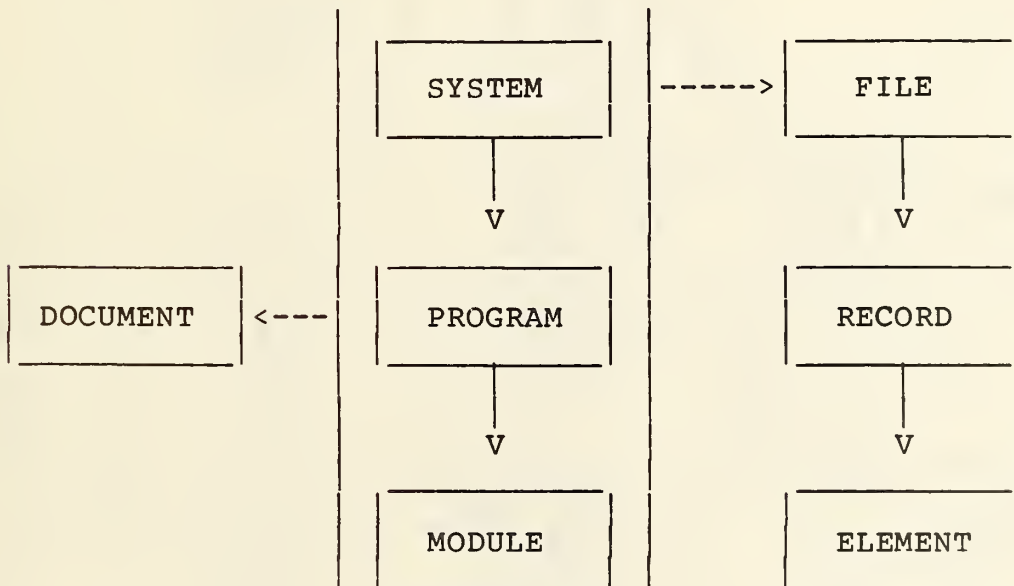 SYSTEM -----> FILE
V V
DOCUMENT <--- PROGRAM RECORD
V V
MODULE ELEMENT